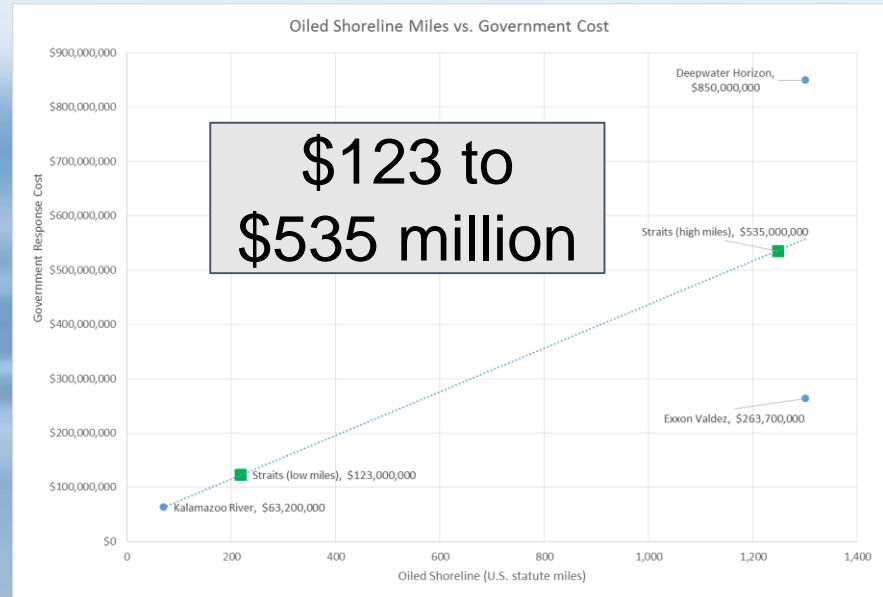 Oiled Shoreline Miles vs. Government Cost
$900,000,000
$800,000,000
$700,000,000
$600,000,000
$500,000,000
$400,000,000
$300,000,000
$200,000,000
$100,000,000
$0
Government Response Cost
Deepwater Horizon,
$850,000,000
$123 to
$535 million
Straits (high miles), $535,000,000
Exxon Valdez, $263,700,000
Straits (low miles), $123,000,000
Kalamazoo River, $63,200,000
0 200 400 600 800 1,000 1,200 1,400
Oiled Shoreline (U.S. statute miles)